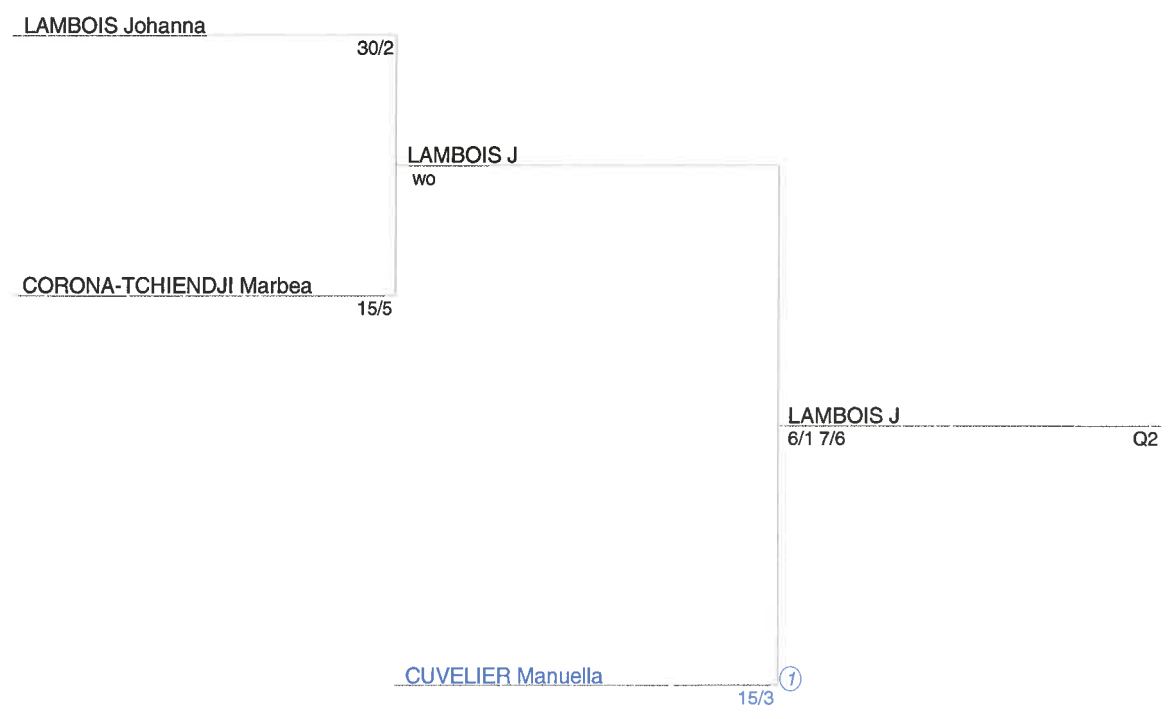 LAMBOIS Johanna
30/2
LAMBOIS J
wo
CORONA-TCHIENDJI Marbea
15/5
LAMBOIS J
6/1 7/6 Q2
CUVELIER Manuella 1
15/3